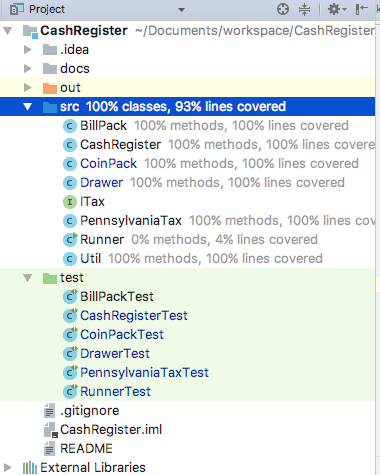 Project
CashRegister ~/Documents/workspace/CashRegister
.idea
docs
out
src 100% classes, 93% lines covered
BillPack 100% methods, 100% lines covered
CashRegister 100% methods, 100% lines covered
CoinPack 100% methods, 100% lines covered
Drawer 100% methods, 100% lines covered
ITax
PennsylvaniaTax 100% methods, 100% lines covered
Runner 0% methods, 4% lines covered
Util 100% methods, 100% lines covered
test
BillPackTest
CashRegisterTest
CoinPackTest
DrawerTest
PennsylvaniaTaxTest
RunnerTest
.gitignore
CashRegister.iml
README
External Libraries